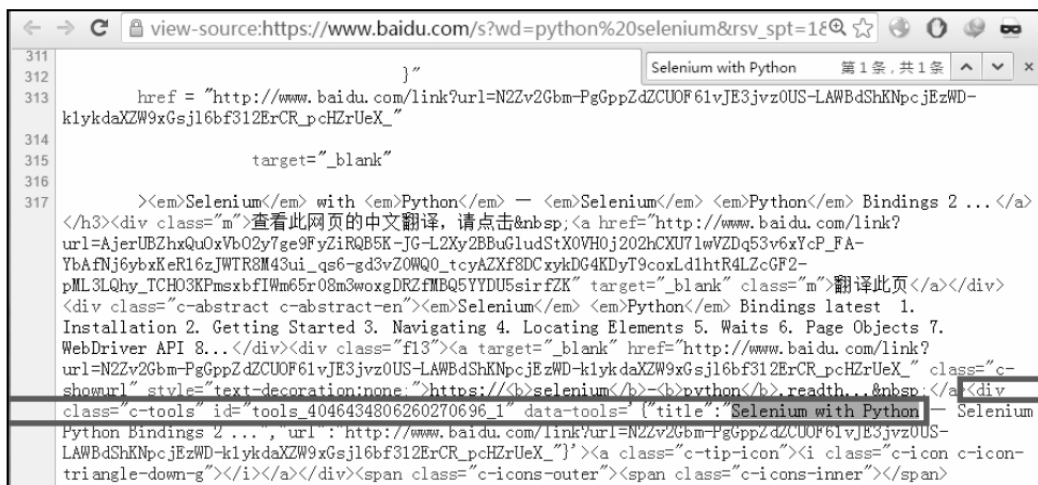 view-source:https://www.baidu.com/s?wd=python%20selenium&rsv_spt=18
Selenium with Python 第 1 条，共 1 条
311
312 }"
313 href = "http://www.baidu.com/link?url=N2Zv2Gbm-PgGppZdZCUOF61vJE3jvz0US-LAWBdShKNpcjEzWD-
k1ykdaXZW9xGsjl6bf312ErCR_pcHZrUeX_"
314
315 target="_blank"
316
317 ><em>Selenium</em> with <em>Python</em> — <em>Selenium</em> <em>Python</em> Bindings 2 ...</a>
</h3><div class="m">查看此网页的中文翻译，请点击&nbsp;<a href="http://www.baidu.com/link?
url=AjerUBZhxQuOxVb02y7ge9FyZiRQB5K-JG-L2Xy2BBuGludStX0VH0j202hCXU7lwVZDq53v6xYcP_FA-
YbAfNj6ybxKeR16zJWTR8M43ui_qs6-gd3vZ0WQ0_tcyAZXf8DCxykDG4KDyT9coxLd1htR4LZcGF2-
pML3LQhy_TCHO3KPmsxbfIWm65r08m3woxgDRZfMBQ5YYDU5sirfZK" target="_blank" class="m">翻译此页</a></div>
<div class="c-abstract c-abstract-en"><em>Selenium</em> <em>Python</em> Bindings latest 1.
Installation 2. Getting Started 3. Navigating 4. Locating Elements 5. Waits 6. Page Objects 7.
WebDriver API 8...</div><div class="f13"><a target="_blank" href="http://www.baidu.com/link?
url=N2Zv2Gbm-PgGppZdZCUOF61vJE3jvz0US-LAWBdShKNpcjEzWD-k1ykdaXZW9xGsjl6bf312ErCR_pcHZrUeX_" class="c-
showurl" style="text-decoration:none;">https://<b>selenium</b>-<b>python</b>.readth...&nbsp;</a><div
class="c-tools" id="tools_4046434806260270696_1" data-tools='{"title":"Selenium with Python — Selenium
Python Bindings 2 ...","url":"http://www.baidu.com/link?url=N2Zv2Gbm-PgGppZdZCUOF61vJE3jvz0US-
LAWBdShKNpcjEzWD-k1ykdaXZW9xGsjl6bf312ErCR_pcHZrUeX_"}'><a class="c-tip-icon"><i class="c-icon c-icon-
triangle-down-g"></i></a></div><span class="c-icons-outer"><span class="c-icons-inner"></span>